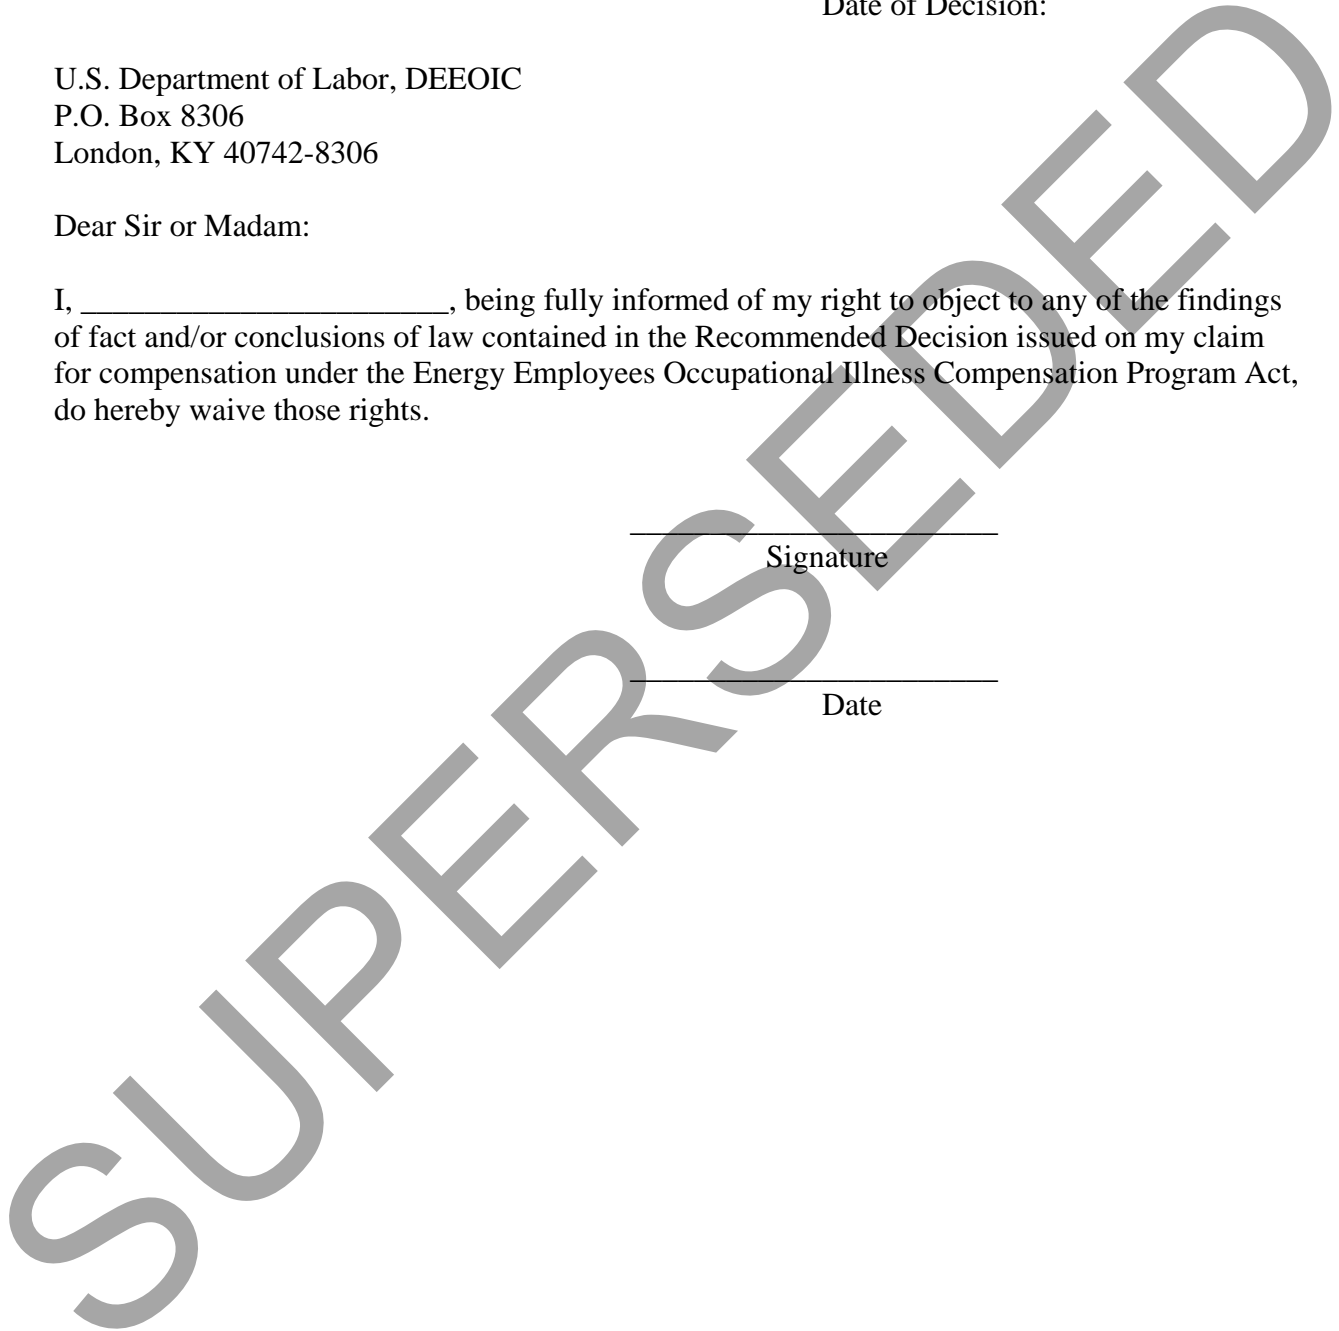 Date of Decision:
U.S. Department of Labor, DEEOIC
P.O. Box 8306
London, KY 40742-8306
Dear Sir or Madam:
I, _______________________, being fully informed of my right to object to any of the findings
of fact and/or conclusions of law contained in the Recommended Decision issued on my claim
for compensation under the Energy Employees Occupational Illness Compensation Program Act,
do hereby waive those rights.
_______________________
Signature
_______________________
Date
SUPERSEDED